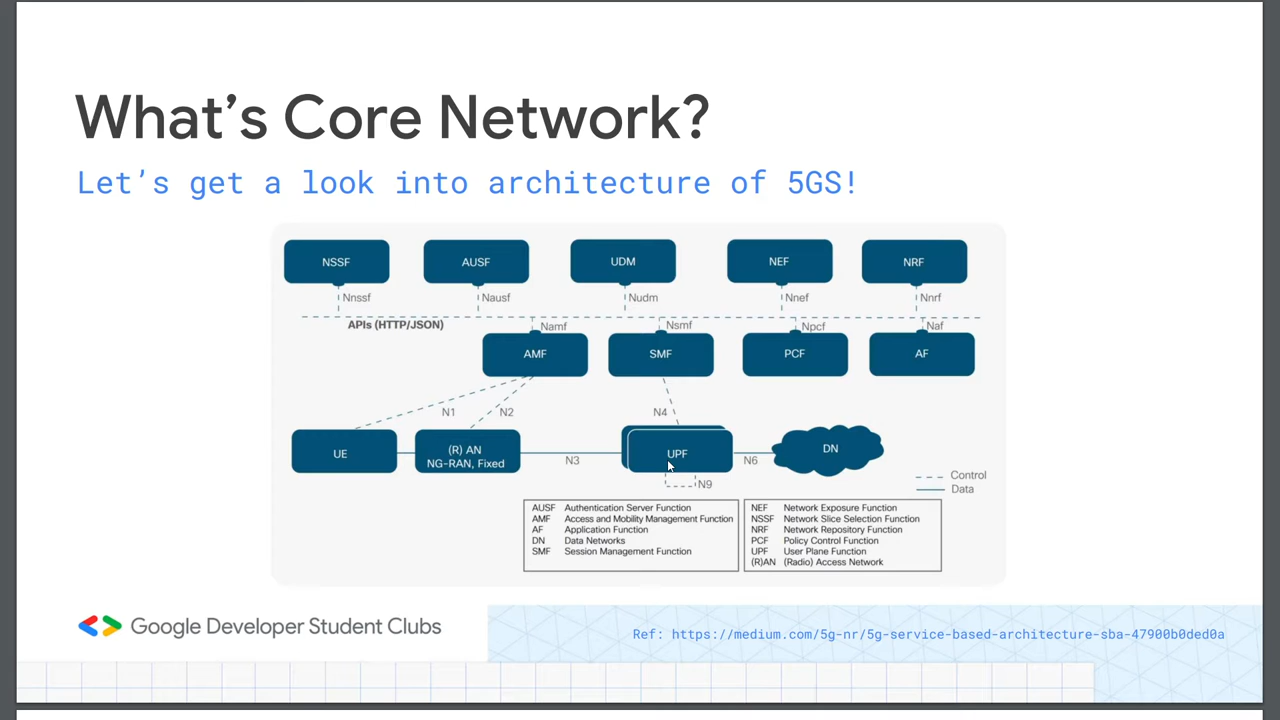 What's Core Network?
Let's get a look into architecture of 5GS!
NSSF
AUSF
UDM
NEF
NRF
Nnssf
Nausf
Nudm
Nnef
Nnrf
APIs (HTTP/JSON)
Namf
Nsmf
Npcf
Naf
AMF
SMF
PCF
AF
N1
N2
N4
UE
(R) AN
NG-RAN, Fixed
N3
UPF
N6
DN
N9
Control
Data
AUSF Authentication Server Function
AMF Access and Mobility Management Function
AF Application Function
DN Data Networks
SMF Session Management Function
NEF Network Exposure Function
NSSF Network Slice Selection Function
NRF Network Repository Function
PCF Policy Control Function
UPF User Plane Function
(R)AN (Radio) Access Network
Google Developer Student Clubs
Ref: https://medium.com/5g-nr/5g-service-based-architecture-sba-47900b0ded0a